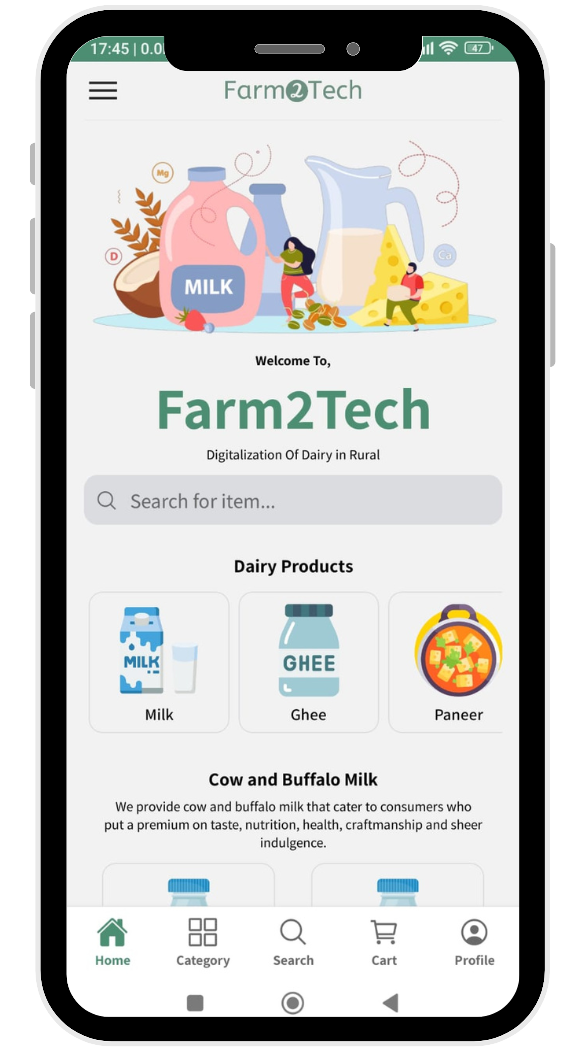 17:45 | 0.0
47
Farm2Tech
Mg
D
Ca
MILK
Welcome To,
Farm2Tech
Digitalization Of Dairy in Rural
Search for item...
Dairy Products
MILK
GHEE
Milk
Ghee
Paneer
Cow and Buffalo Milk
We provide cow and buffalo milk that cater to consumers who
put a premium on taste, nutrition, health, craftmanship and sheer
indulgence.
Home
Category
Search
Cart
Profile